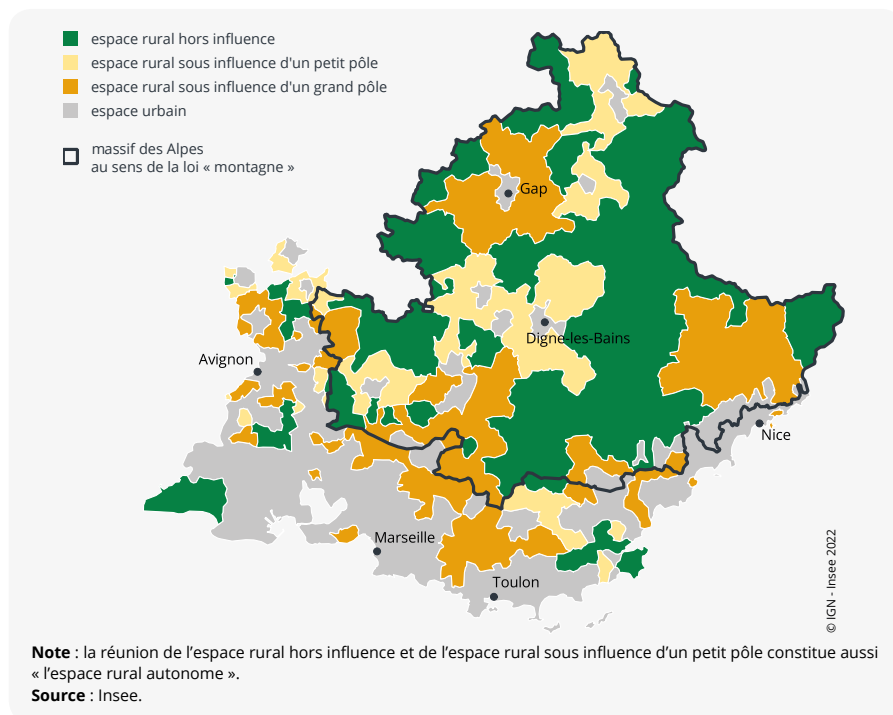 espace rural hors influence
espace rural sous influence d'un petit pôle
espace rural sous influence d'un grand pôle
espace urbain
massif des Alpes
au sens de la loi « montagne »
Gap
Digne-les-Bains
Avignon
Nice
Marseille
Toulon
© IGN - Insee 2022
Note : la réunion de l’espace rural hors influence et de l’espace rural sous influence d’un petit pôle constitue aussi
« l’espace rural autonome ».
Source : Insee.